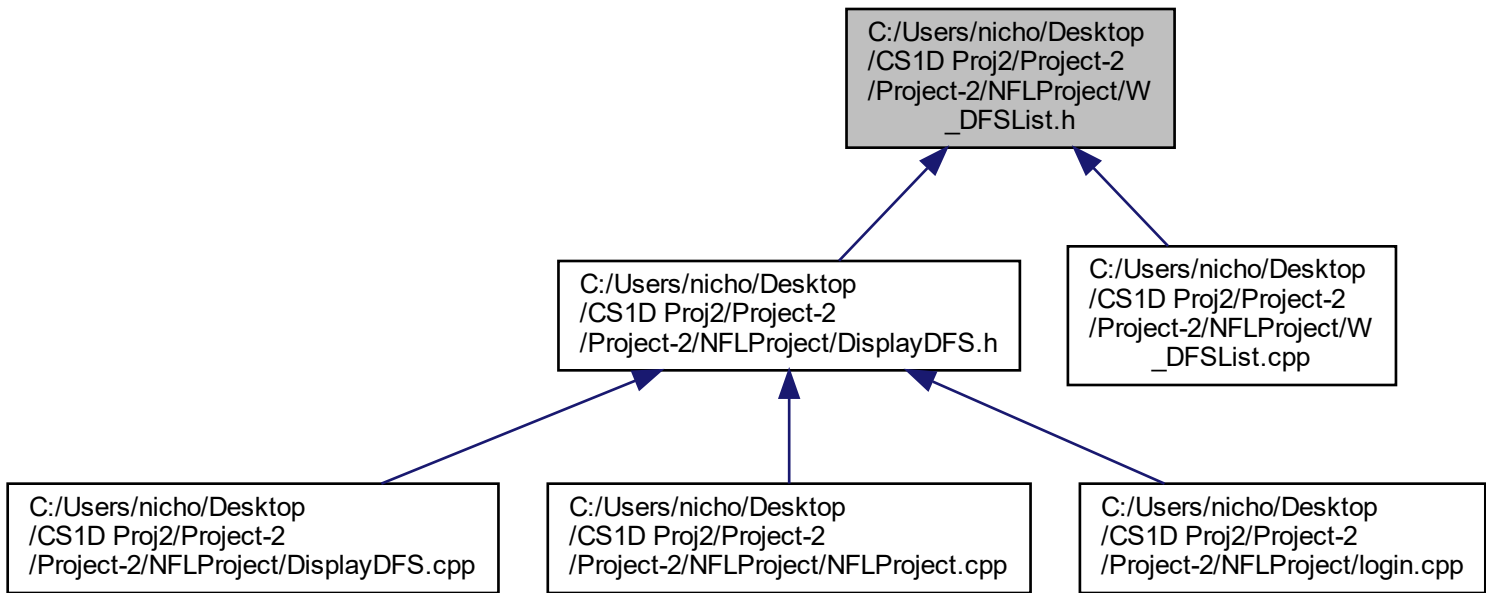 C:/Users/nicho/Desktop
/CS1D Proj2/Project-2
/Project-2/NFLProject/W
_DFSList.h
C:/Users/nicho/Desktop
/CS1D Proj2/Project-2
/Project-2/NFLProject/DisplayDFS.h
C:/Users/nicho/Desktop
/CS1D Proj2/Project-2
/Project-2/NFLProject/W
_DFSList.cpp
C:/Users/nicho/Desktop
/CS1D Proj2/Project-2
/Project-2/NFLProject/DisplayDFS.cpp
C:/Users/nicho/Desktop
/CS1D Proj2/Project-2
/Project-2/NFLProject/NFLProject.cpp
C:/Users/nicho/Desktop
/CS1D Proj2/Project-2
/Project-2/NFLProject/login.cpp